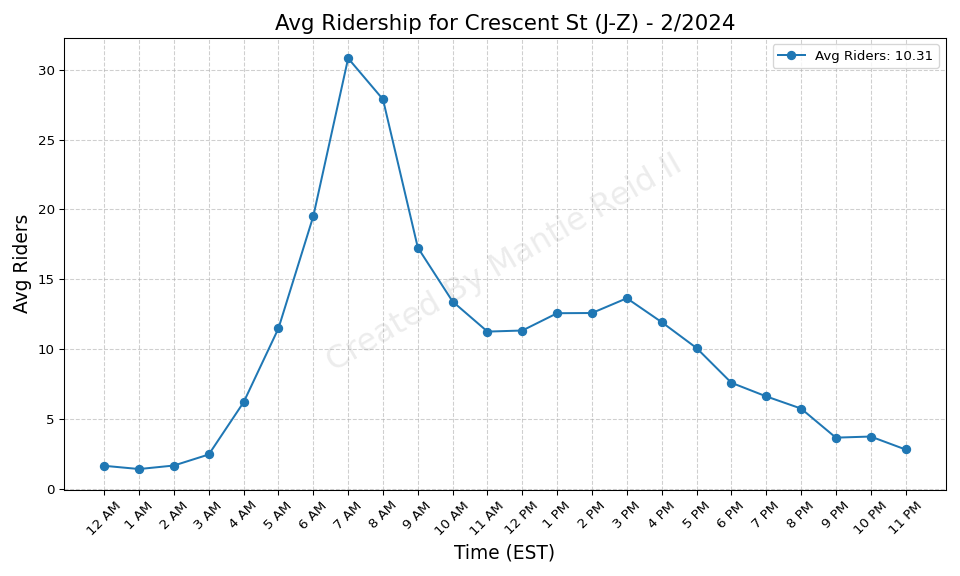 Avg Ridership for Crescent St (J-Z) - 2/2024
Avg Riders: 10.31
Avg Riders
30
25
20
15
10
5
0
Created By Mantie Reid II
12 AM
1 AM
2 AM
3 AM
4 AM
5 AM
6 AM
7 AM
8 AM
9 AM
10 AM
11 AM
12 PM
1 PM
2 PM
3 PM
4 PM
5 PM
6 PM
7 PM
8 PM
9 PM
10 PM
11 PM
Time (EST)